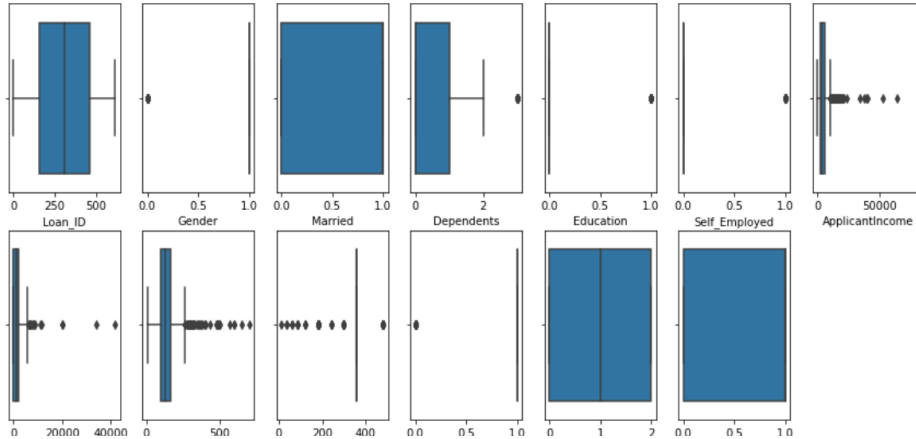 0 250 500 0.0 0.5 1.0 0.0 0.5 1.0 0 2 0.0 0.5 1.0 0.0 0.5 1.0 0 50000
Loan_ID Gender Married Dependents Education Self_Employed ApplicantIncome
0 20000 40000 0 500 0 200 400 0.0 0.5 1.0 0 1 2 0.0 0.5 1.0